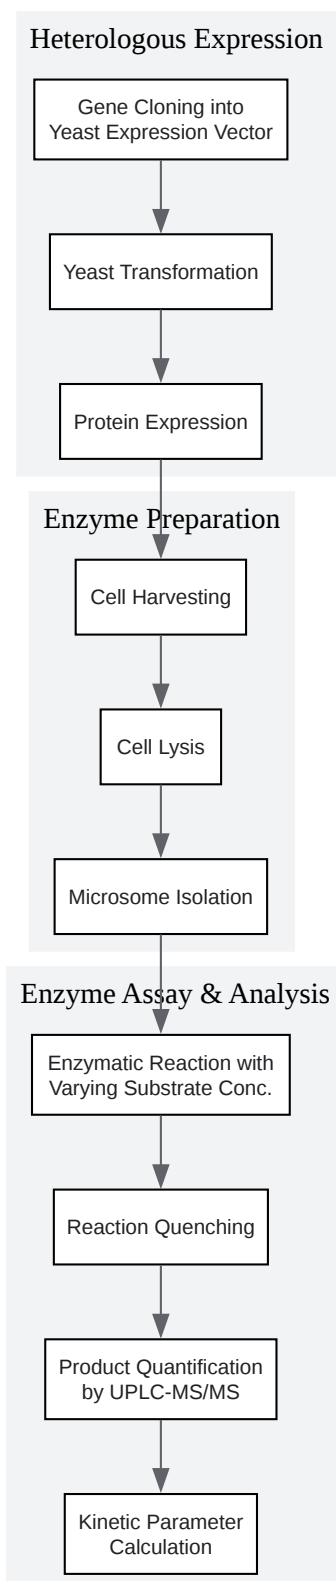 Heterologous Expression
Gene Cloning into
Yeast Expression Vector
Yeast Transformation
Protein Expression
Enzyme Preparation
Cell Harvesting
Cell Lysis
Microsome Isolation
Enzyme Assay & Analysis
Enzymatic Reaction with
Varying Substrate Conc.
Reaction Quenching
Product Quantification
by UPLC-MS/MS
Kinetic Parameter
Calculation